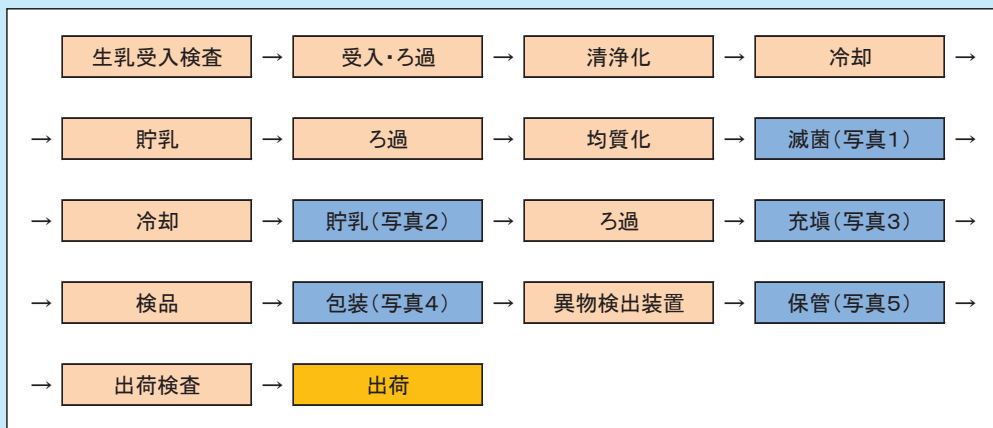 生乳受入検査 → 受入・ろ過 → 清浄化 → 冷却 →
→ 貯乳 → ろ過 → 均質化 → 滅菌(写真1) →
→ 冷却 → 貯乳(写真2) → ろ過 → 充塡(写真3) →
→ 検品 → 包装(写真4) → 異物検出装置 → 保管(写真5) →
→ 出荷検査 → 出荷